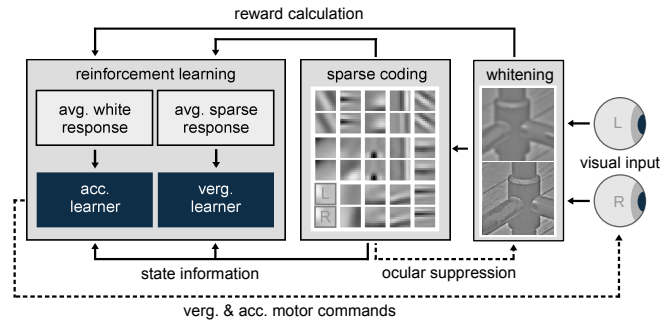 reward calculation
reinforcement learning
sparse coding
whitening
avg. white
response
avg. sparse
response
acc.
learner
verg.
learner
L
R
L
visual input
R
state information
ocular suppression
verg. & acc. motor commands